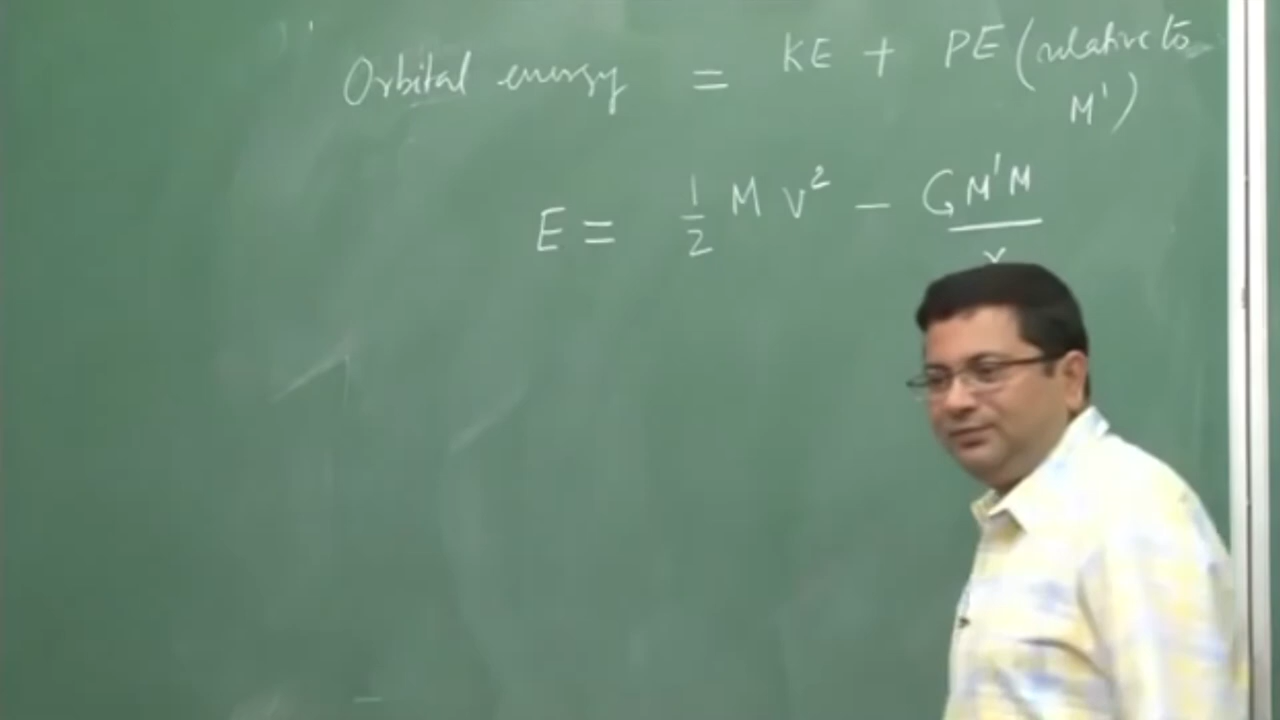 Orbital energy = KE + PE (relative to M')
E = 1/2 M v² - GM'M/r